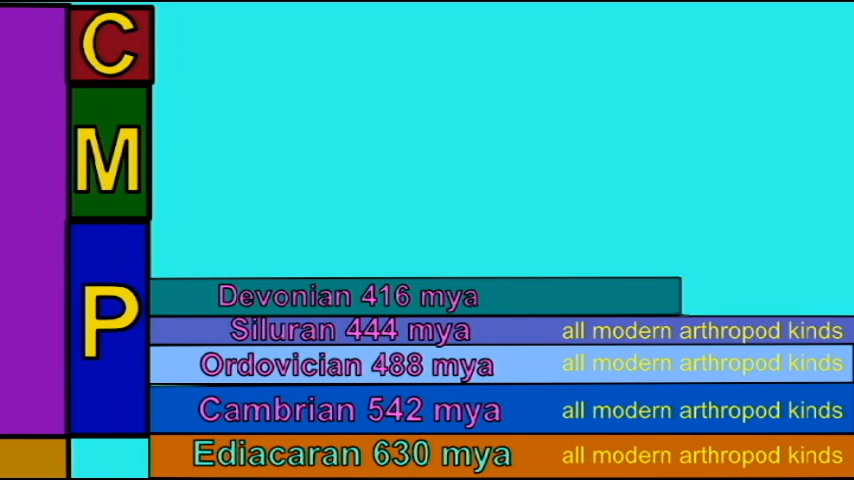 C
M
P
Devonian 416 mya
Siluran 444 mya all modern arthropod kinds
Ordovician 488 mya all modern arthropod kinds
Cambrian 542 mya all modern arthropod kinds
Ediacaran 630 mya all modern arthropod kinds